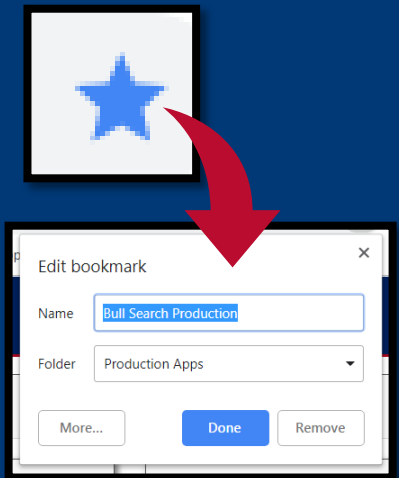 Edit bookmark
Name Bull Search Production
Folder Production Apps
More... Done Remove